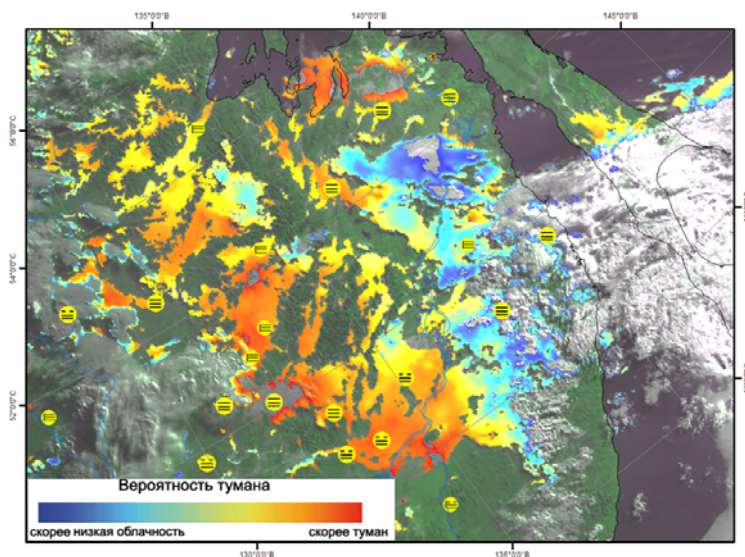 135°0'0"В 140°0'0"В 145°0'0"В
56°0'0"С
54°0'0"С
52°0'0"С
Вероятность тумана
скорее низкая облачность скорее туман
130°0'0"В 135°0'0"В